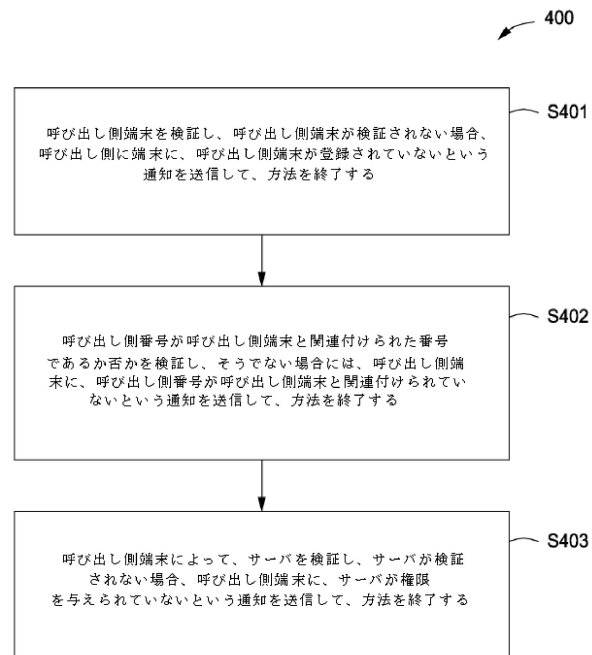 400
S401
呼び出し側端末を検証し、呼び出し側端末が検証されない場合、
呼び出し側に端末に、呼び出し側端末が登録されていないという
通知を送信して、方法を終了する
S402
呼び出し側番号が呼び出し側端末と関連付けられた番号
であるか否かを検証し、そうでない場合には、呼び出し側端
末に、呼び出し側番号が呼び出し側端末と関連付けられてい
ないという通知を送信して、方法を終了する
S403
呼び出し側端末によって、サーバを検証し、サーバが検証
されない場合、呼び出し側端末に、サーバが権限
を与えられていないという通知を送信して、方法を終了する